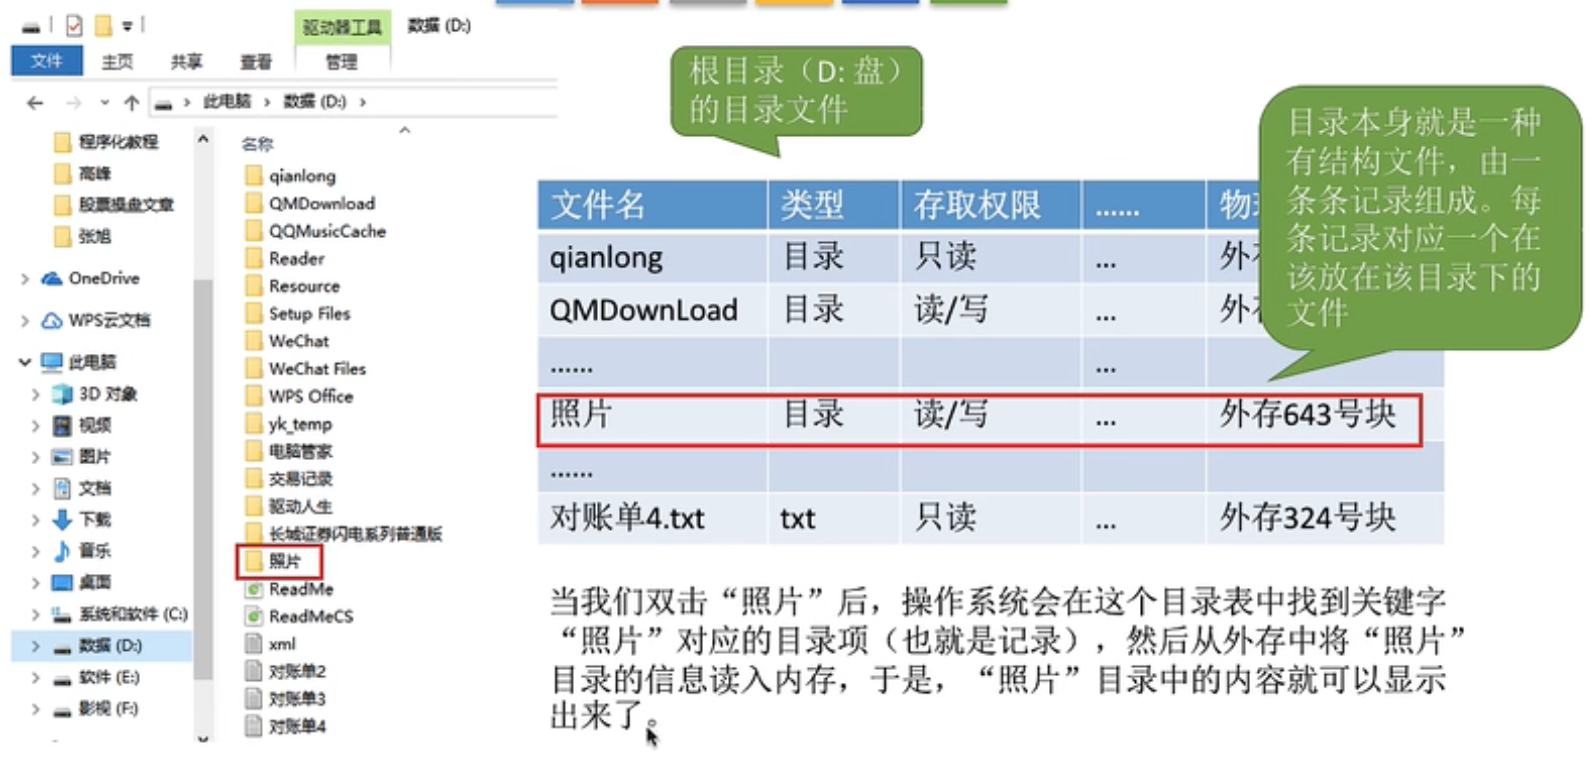 驱动器工具 数据 (D:)
文件 主页 共享 查看 管理
此电脑 > 数据 (D:) >
程序化教程
高峰
股票操盘文章
张旭
OneDrive
WPS云文档
此电脑
3D 对象
视频
图片
文档
下载
音乐
桌面
系统和软件 (C:)
数据 (D:)
软件 (E:)
影视 (F:)
名称
qianlong
QMDownload
QQMusicCache
Reader
Resource
Setup Files
WeChat
WeChat Files
WPS Office
yk_temp
电脑管家
交易记录
驱动人生
长城证券闪电系列普通版
照片
ReadMe
ReadMeCS
xml
对账单2
对账单3
对账单4
根目录（D: 盘）
的目录文件
目录本身就是一种
有结构文件，由一
条条记录组成。每
条记录对应一个在
该放在该目录下的
文件
文件名 类型 存取权限 …… 物
qianlong 目录 只读 … 外
QMDownLoad 目录 读/写 … 外
…… …
照片 目录 读/写 … 外存643号块
……
对账单4.txt txt 只读 … 外存324号块
当我们双击“照片”后，操作系统会在这个目录表中找到关键字
“照片”对应的目录项（也就是记录），然后从外存中将“照片”
目录的信息读入内存，于是，“照片”目录中的内容就可以显示
出来了。